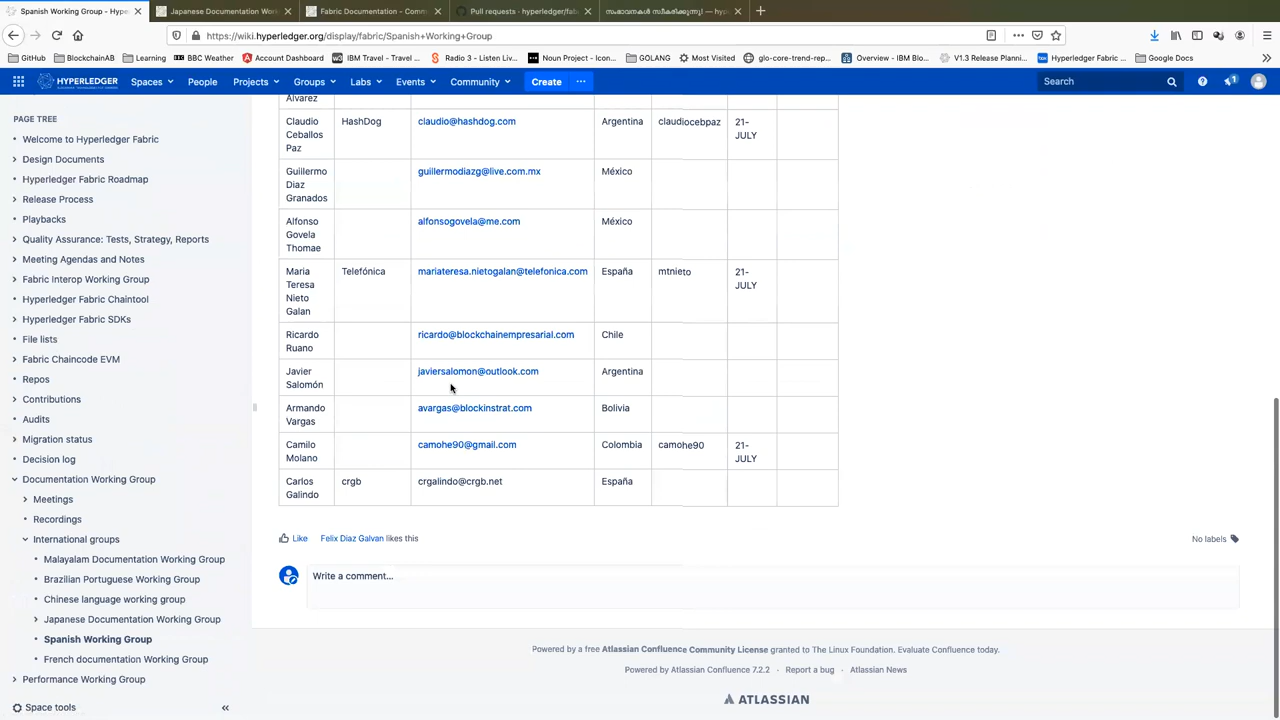 Spanish Working Group - Hype
Japanese Documentation Work
Fabric Documentation - Comm
Pull requests · hyperledger/fab
സംഭാവനകൾ സ്വീകരിക്കുന്നു! — hy
https://wiki.hyperledger.org/display/fabric/Spanish+Working+Group
GitHub
BlockchainAB
Learning
BBC Weather
Account Dashboard
IBM Travel - Travel...
Radio 3 - Listen Liv...
Noun Project - Icon...
GOLANG
Most Visited
glo-core-trend-rep...
Overview - IBM Blo...
V1.3 Release Planni...
Hyperledger Fabric ...
Google Docs
HYPERLEDGER
Spaces
People
Projects
Groups
Labs
Events
Community
Create
Search
1
PAGE TREE
Welcome to Hyperledger Fabric
Design Documents
Hyperledger Fabric Roadmap
Release Process
Playbacks
Quality Assurance: Tests, Strategy, Reports
Meeting Agendas and Notes
Fabric Interop Working Group
Hyperledger Fabric Chaintool
Hyperledger Fabric SDKs
File lists
Fabric Chaincode EVM
Repos
Contributions
Audits
Migration status
Decision log
Documentation Working Group
Meetings
Recordings
International groups
Malayalam Documentation Working Group
Brazilian Portuguese Working Group
Chinese language working group
Japanese Documentation Working Group
Spanish Working Group
French documentation Working Group
Performance Working Group
Space tools
Alvarez
Claudio Ceballos Paz HashDog claudio@hashdog.com Argentina claudiocebpaz 21-JULY
Guillermo Diaz Granados guillermodiazg@live.com.mx México
Alfonso Govela Thomae alfonsogovela@me.com México
Maria Teresa Nieto Galan Telefónica mariateresa.nietogalan@telefonica.com España mtnieto 21-JULY
Ricardo Ruano ricardo@blockchainempresarial.com Chile
Javier Salomón javiersalomon@outlook.com Argentina
Armando Vargas avargas@blockinstrat.com Bolivia
Camilo Molano camohe90@gmail.com Colombia camohe90 21-JULY
Carlos Galindo crgb crgalindo@crgb.net España
Like
Felix Diaz Galvan likes this
No labels
Write a comment...
Powered by a free Atlassian Confluence Community License granted to The Linux Foundation. Evaluate Confluence today.
Powered by Atlassian Confluence 7.2.2 · Report a bug · Atlassian News
ATLASSIAN